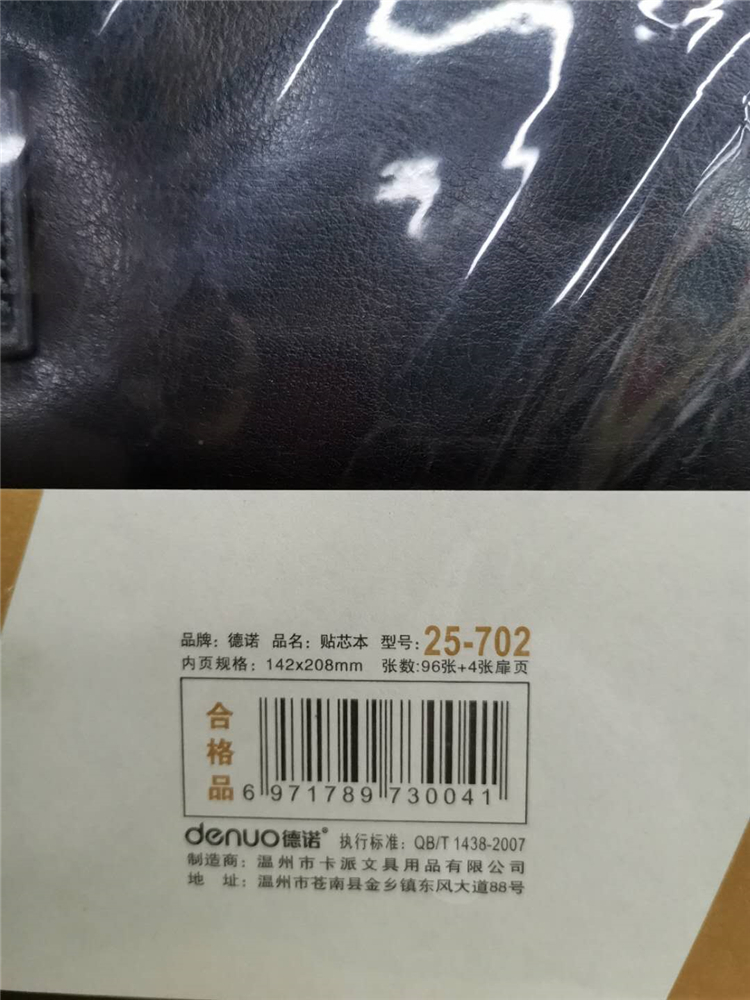 品牌：德诺 品名：贴芯本 型号：25-702
内页规格：142x208mm 张数:96张+4张扉页
合格品
6 971789 730041
denuo德诺® 执行标准：QB/T 1438-2007
制造商：温州市卡派文具用品有限公司
地 址：温州市苍南县金乡镇东风大道88号